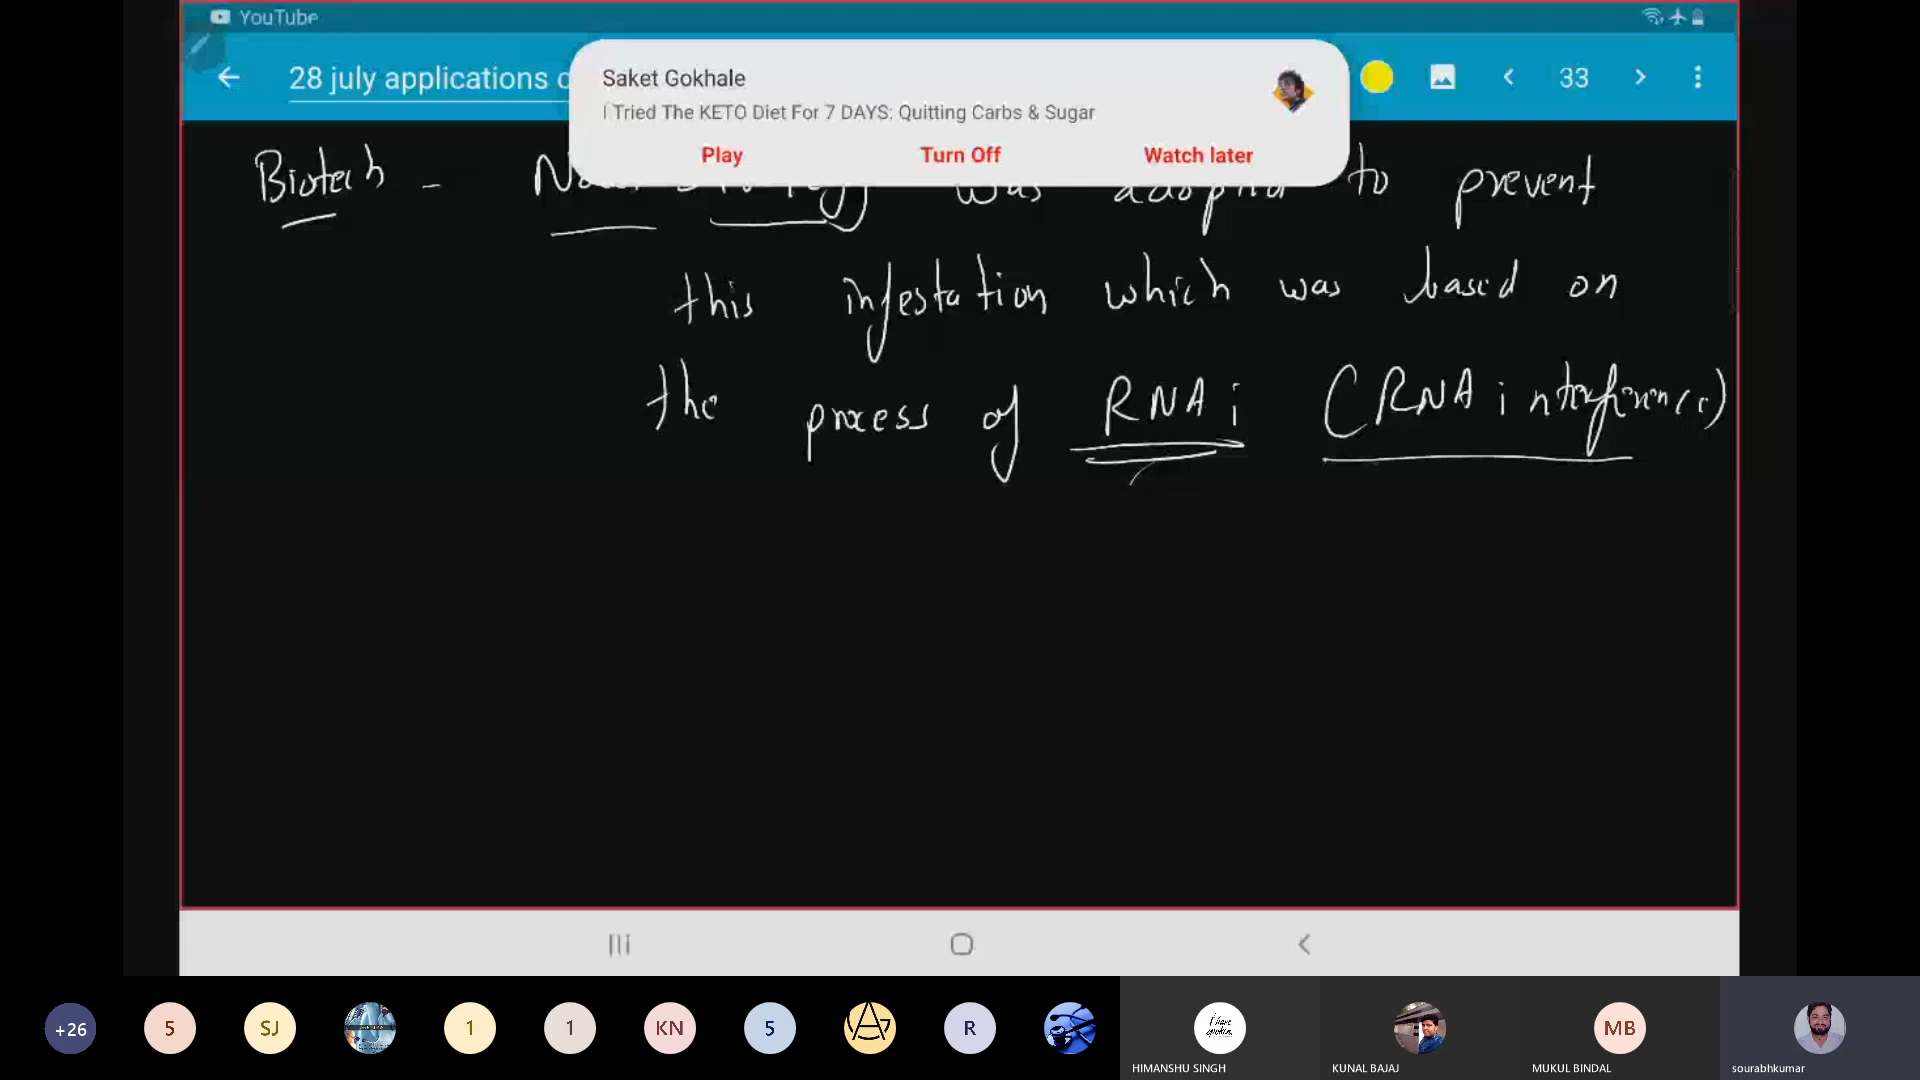 YouTube
28 july applications
Saket Gokhale
I Tried The KETO Diet For 7 DAYS: Quitting Carbs & Sugar
33
Play Turn Off Watch later
Biotech - was to prevent
this infestation which was based on
the process of RNAi (RNA interference)
+26 5 SJ 1 1 KN 5 A R MB
HIMANSHU SINGH KUNAL BAJAJ MUKUL BINDAL sourabhkumar